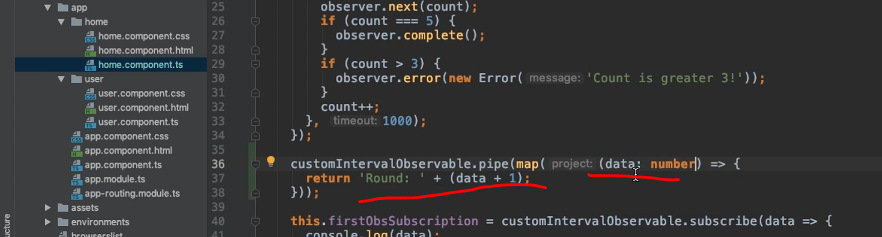 app
home
home.component.css
home.component.html
home.component.ts
user
user.component.css
user.component.html
user.component.ts
app.component.css
app.component.html
app.component.ts
app.module.ts
app-routing.module.ts
assets
environments
browserslist
ucture
25 observer.next(count);
26 if (count === 5) {
27 observer.complete();
28 }
29 if (count > 3) {
30 observer.error(new Error( message: 'Count is greater 3!'));
31 }
32 count++;
33 }, timeout: 1000);
34 });
35
36 customIntervalObservable.pipe(map( project: (data: number) => {
37 return 'Round: ' + (data + 1);
38 }));
39
40 this.firstObsSubscription = customIntervalObservable.subscribe(data => {
41 console.log(data);